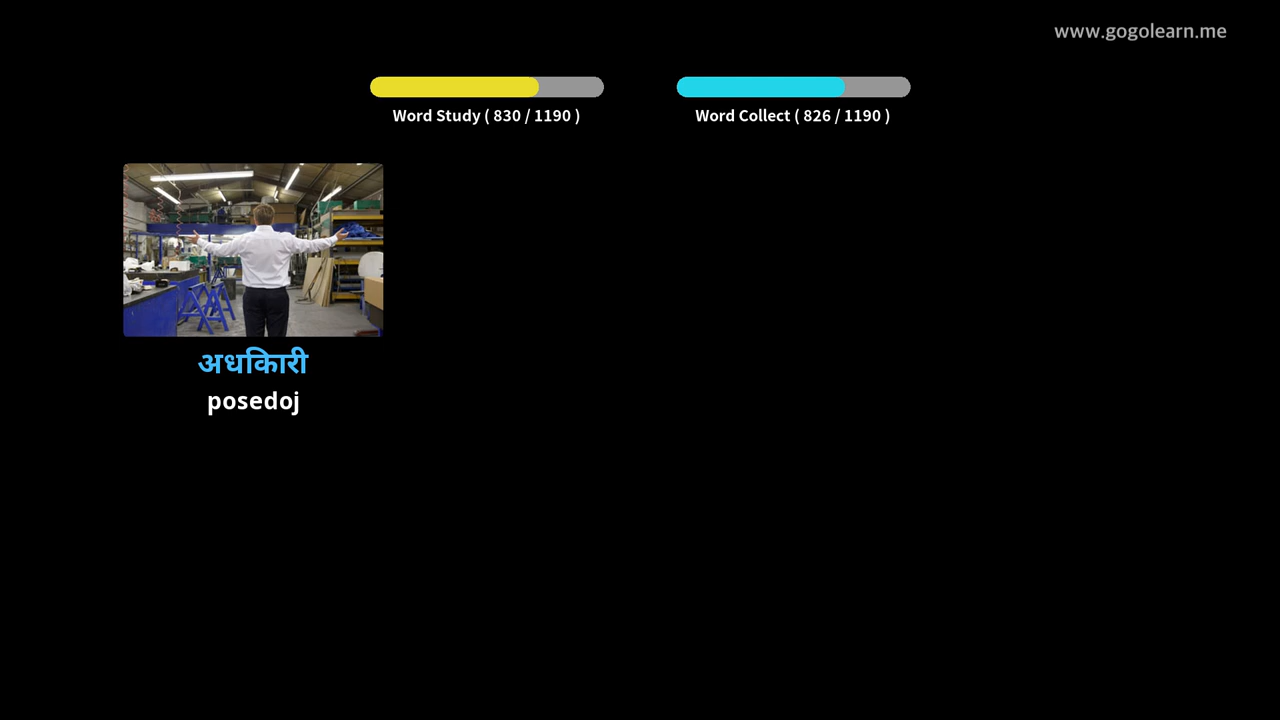 www.gogolearn.me
Word Study ( 830 / 1190 )
Word Collect ( 826 / 1190 )
अधिकारी
posedoj